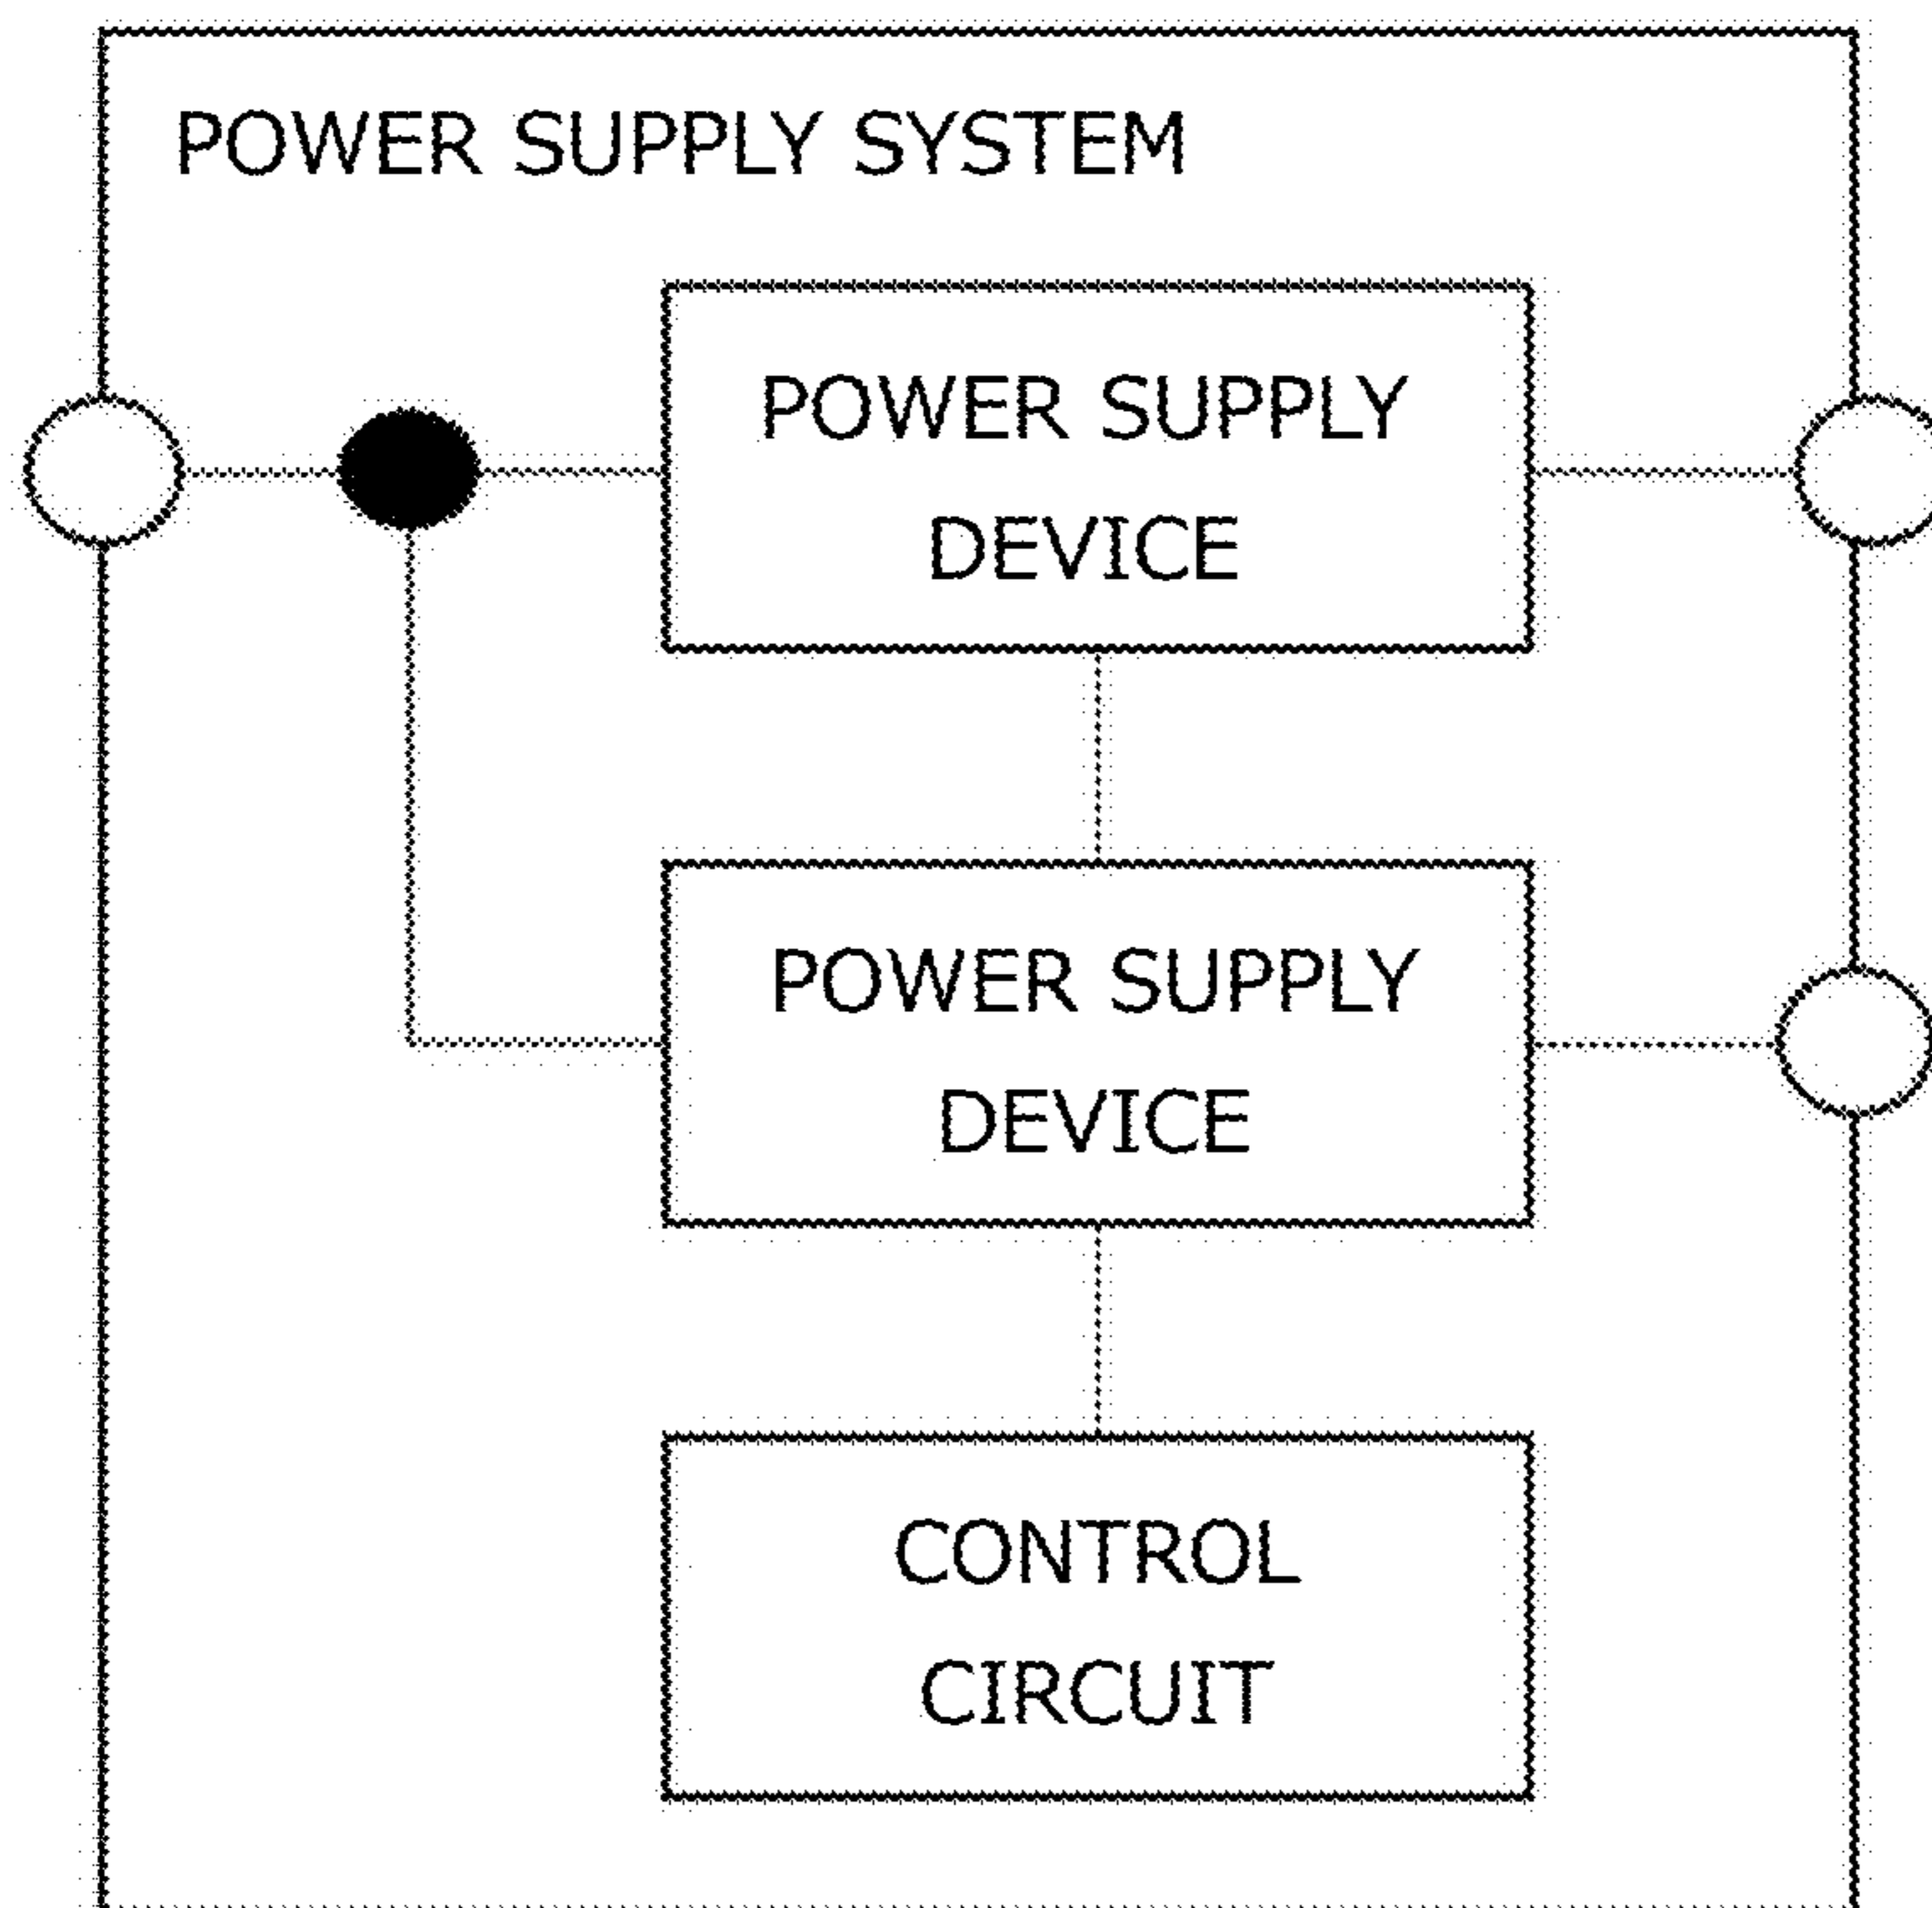 POWER SUPPLY SYSTEM
POWER SUPPLY
DEVICE
POWER SUPPLY
DEVICE
CONTROL
CIRCUIT